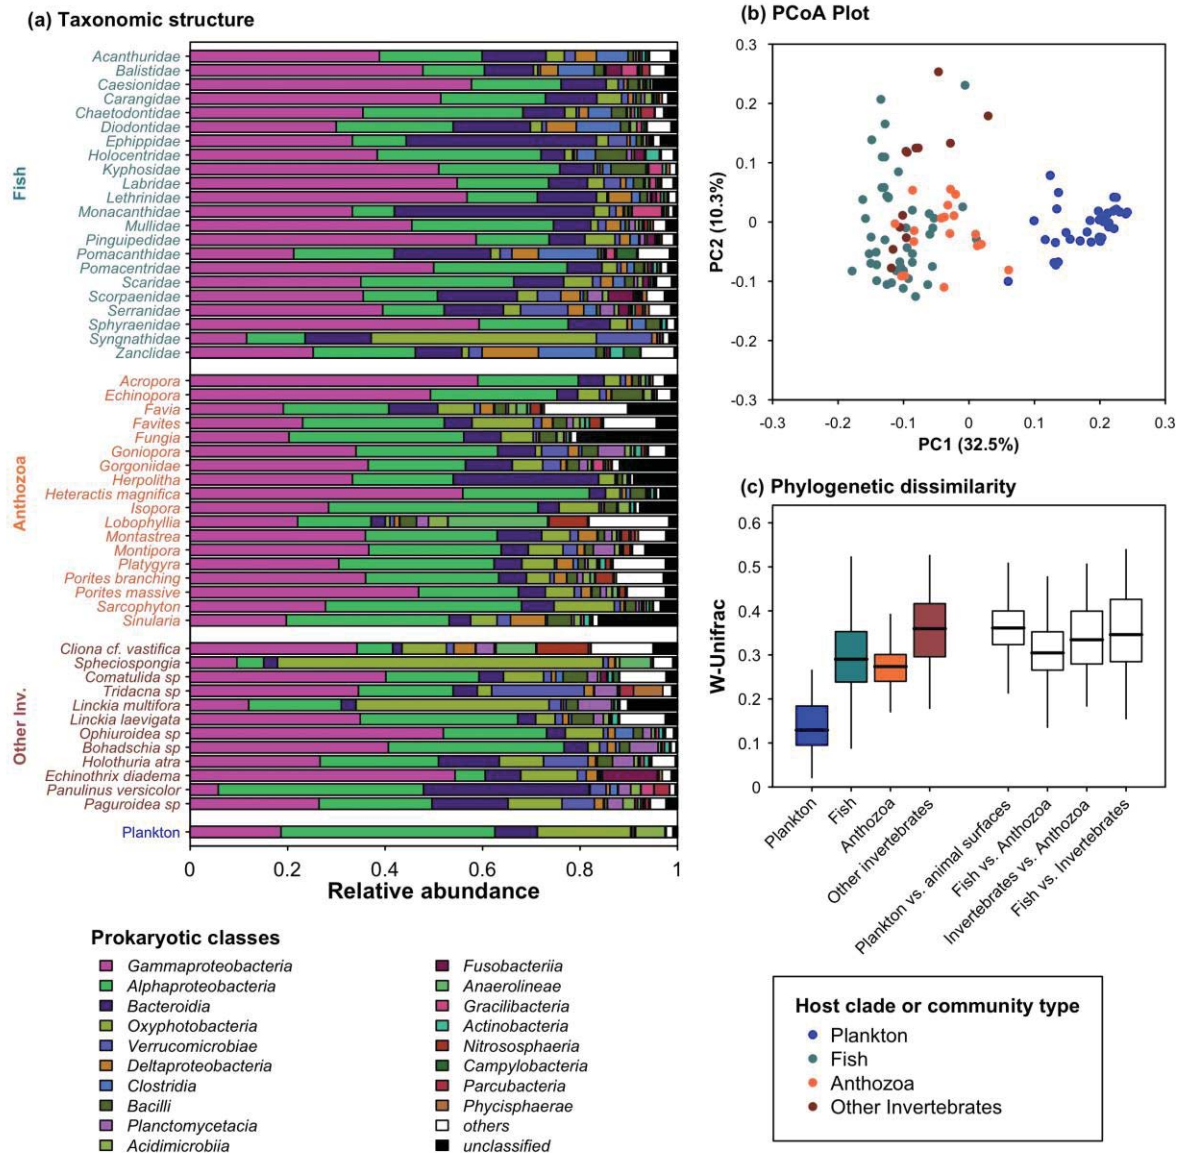 (a) Taxonomic structure
Fish
Acanthuridae
Balistidae
Caesionidae
Carangidae
Chaetodontidae
Diodontidae
Ephippidae
Holocentridae
Kyphosidae
Labridae
Lethrinidae
Monacanthidae
Mullidae
Pinguipedidae
Pomacanthidae
Pomacentridae
Scaridae
Scorpaenidae
Serranidae
Sphyraenidae
Syngnathidae
Zanclidae
Anthozoa
Acropora
Echinopora
Favia
Favites
Fungia
Goniopora
Gorgoniidae
Herpolitha
Heteractis magnifica
Isopora
Lobophyllia
Montastrea
Montipora
Platygyra
Porites branching
Porites massive
Sarcophyton
Sinularia
Other Inv.
Cliona cf. vastifica
Spheciospongia
Comatulida sp
Tridacna sp
Linckia multifora
Linckia laevigata
Ophiuroidea sp
Bohadschia sp
Holothuria atra
Echinothrix diadema
Panulinus versicolor
Paguroidea sp
Plankton
0 0.2 0.4 0.6 0.8 1
Relative abundance
(b) PCoA Plot
PC2 (10.3%)
0.3
0.2
0.1
0
-0.1
-0.2
-0.3
-0.3 -0.2 -0.1 0 0.1 0.2 0.3
PC1 (32.5%)
(c) Phylogenetic dissimilarity
W-Unifrac
0.6
0.5
0.4
0.3
0.2
0.1
0
Plankton
Fish
Anthozoa
Other invertebrates
Plankton vs. animal surfaces
Fish vs. Anthozoa
Invertebrates vs. Anthozoa
Fish vs. Invertebrates
Prokaryotic classes
Gammaproteobacteria
Alphaproteobacteria
Bacteroidia
Oxyphotobacteria
Verrucomicrobiae
Deltaproteobacteria
Clostridia
Bacilli
Planctomycetacia
Acidimicrobiia
Fusobacteriia
Anaerolineae
Gracilibacteria
Actinobacteria
Nitrososphaeria
Campylobacteria
Parcubacteria
Phycisphaerae
others
unclassified
Host clade or community type
Plankton
Fish
Anthozoa
Other Invertebrates